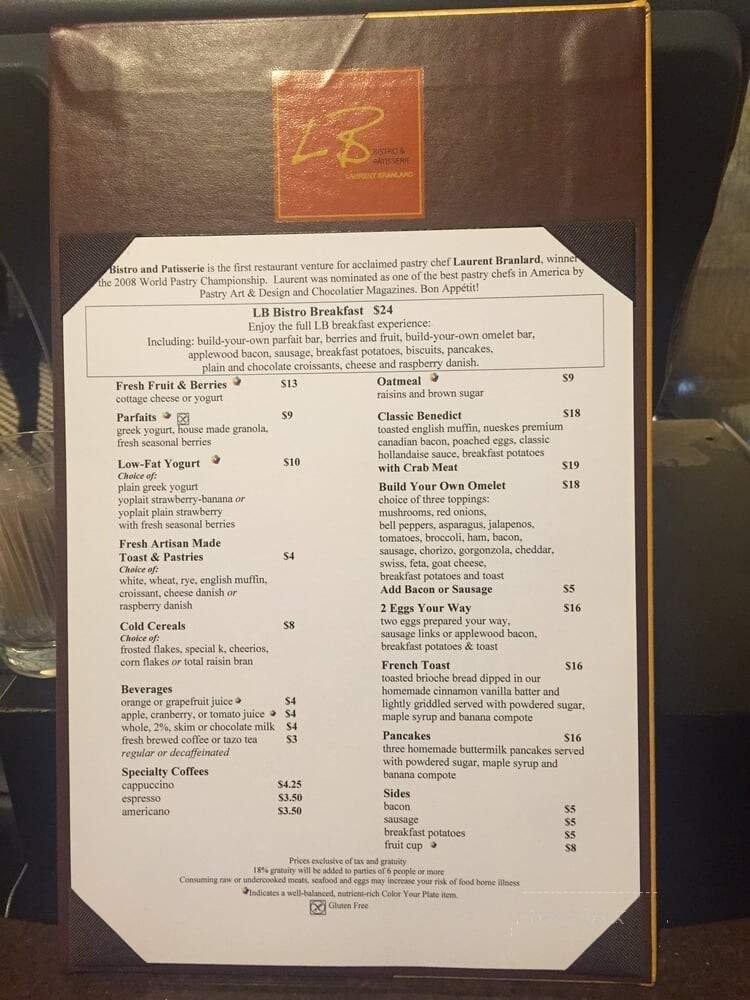 LB
BISTRO &
PATISSERIE
LAURENT BRANLARD
Bistro and Patisserie is the first restaurant venture for acclaimed pastry chef Laurent Branlard, winner
the 2008 World Pastry Championship. Laurent was nominated as one of the best pastry chefs in America by
Pastry Art & Design and Chocolatier Magazines. Bon Appétit!
LB Bistro Breakfast $24
Enjoy the full LB breakfast experience:
Including: build-your-own parfait bar, berries and fruit, build-your-own omelet bar,
applewood bacon, sausage, breakfast potatoes, biscuits, pancakes,
plain and chocolate croissants, cheese and raspberry danish.
Fresh Fruit & Berries $13
cottage cheese or yogurt
Parfaits $9
greek yogurt, house made granola,
fresh seasonal berries
Low-Fat Yogurt $10
Choice of:
plain greek yogurt
yoplait strawberry-banana or
yoplait plain strawberry
with fresh seasonal berries
Fresh Artisan Made
Toast & Pastries $4
Choice of:
white, wheat, rye, english muffin,
croissant, cheese danish or
raspberry danish
Cold Cereals $8
Choice of:
frosted flakes, special k, cheerios,
corn flakes or total raisin bran
Beverages
orange or grapefruit juice $4
apple, cranberry, or tomato juice $4
whole, 2%, skim or chocolate milk $4
fresh brewed coffee or tazo tea $3
regular or decaffeinated
Specialty Coffees
cappuccino $4.25
espresso $3.50
americano $3.50
Oatmeal $9
raisins and brown sugar
Classic Benedict $18
toasted english muffin, nueskes premium
canadian bacon, poached eggs, classic
hollandaise sauce, breakfast potatoes
with Crab Meat $19
Build Your Own Omelet $18
choice of three toppings:
mushrooms, red onions,
bell peppers, asparagus, jalapenos,
tomatoes, broccoli, ham, bacon,
sausage, chorizo, gorgonzola, cheddar,
swiss, feta, goat cheese,
breakfast potatoes and toast
Add Bacon or Sausage $5
2 Eggs Your Way $16
two eggs prepared your way,
sausage links or applewood bacon,
breakfast potatoes & toast
French Toast $16
toasted brioche bread dipped in our
homemade cinnamon vanilla batter and
lightly griddled served with powdered sugar,
maple syrup and banana compote
Pancakes $16
three homemade buttermilk pancakes served
with powdered sugar, maple syrup and
banana compote
Sides
bacon $5
sausage $5
breakfast potatoes $5
fruit cup $8
Prices exclusive of tax and gratuity
18% gratuity will be added to parties of 6 people or more
Consuming raw or undercooked meats, seafood and eggs may increase your risk of food borne illness
Indicates a well-balanced, nutrient-rich Color Your Plate item.
Gluten Free